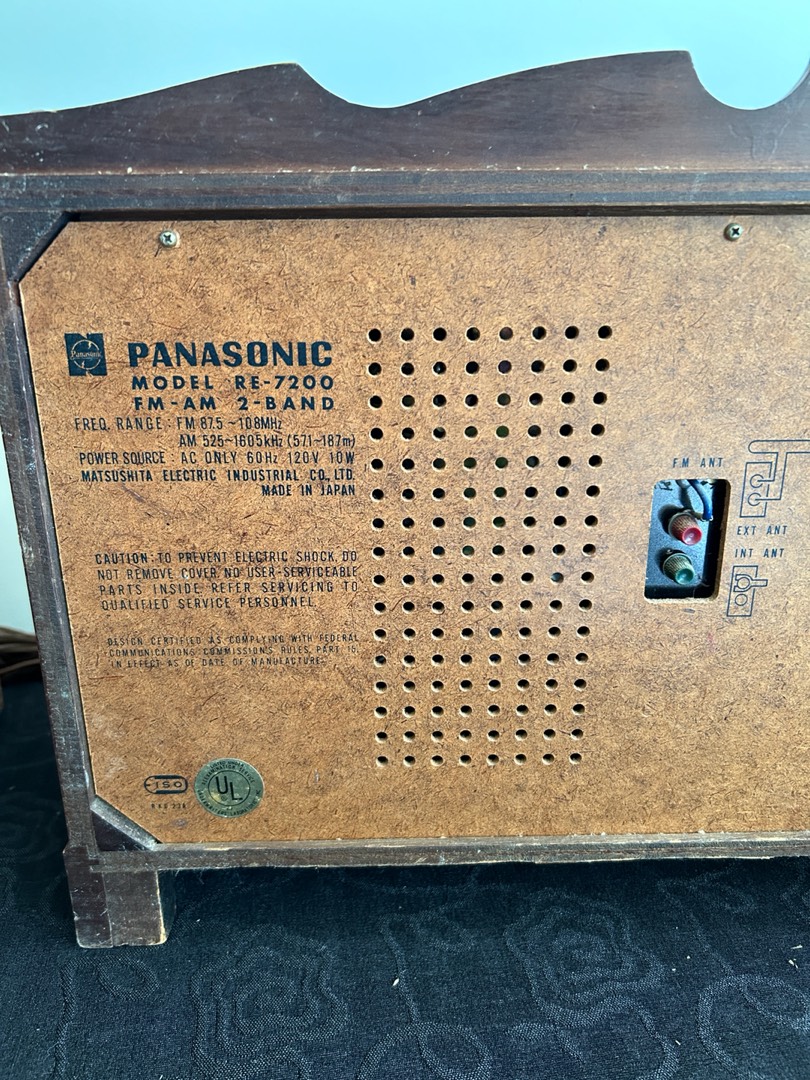 Panasonic
PANASONIC
MODEL RE-7200
FM-AM 2-BAND
FREQ. RANGE : FM 87.5 ~ 108MHz
AM 525~1605kHz (571~187m)
POWER SOURCE : AC ONLY 60Hz 120V 10W
MATSUSHITA ELECTRIC INDUSTRIAL CO., LTD.
MADE IN JAPAN
CAUTION: TO PREVENT ELECTRIC SHOCK, DO
NOT REMOVE COVER. NO USER-SERVICEABLE
PARTS INSIDE. REFER SERVICING TO
QUALIFIED SERVICE PERSONNEL.
DESIGN CERTIFIED AS COMPLYING WITH FEDERAL
COMMUNICATIONS COMMISSION'S RULES, PART 15,
IN EFFECT AS OF DATE OF MANUFACTURE.
FM ANT
EXT ANT
INT ANT
UL